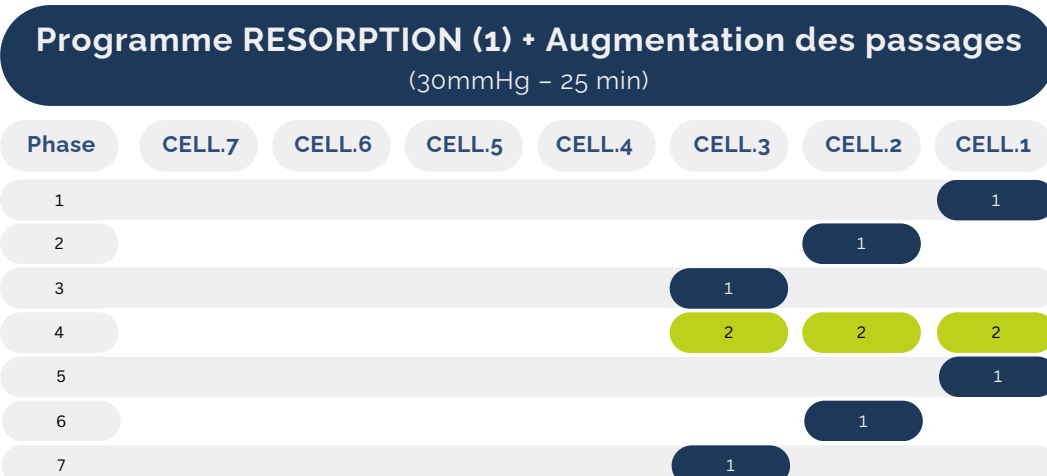 Programme RESORPTION (1) + Augmentation des passages
(30mmHg – 25 min)
Phase CELL.7 CELL.6 CELL.5 CELL.4 CELL.3 CELL.2 CELL.1
1 1
2 1
3 1
4 2 2 2
5 1
6 1
7 1